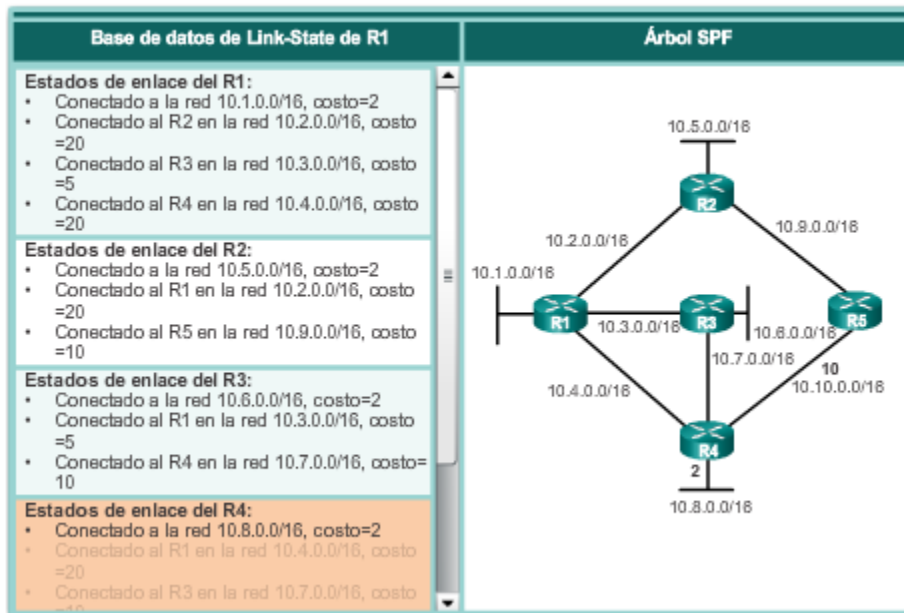 Base de datos de Link-State de R1
Árbol SPF
Estados de enlace del R1:
• Conectado a la red 10.1.0.0/16, costo=2
• Conectado al R2 en la red 10.2.0.0/16, costo
=20
• Conectado al R3 en la red 10.3.0.0/16, costo
=5
• Conectado al R4 en la red 10.4.0.0/16, costo
=20
Estados de enlace del R2:
• Conectado a la red 10.5.0.0/16, costo=2
• Conectado al R1 en la red 10.2.0.0/16, costo
=20
• Conectado al R5 en la red 10.9.0.0/16, costo
=10
Estados de enlace del R3:
• Conectado a la red 10.6.0.0/16, costo=2
• Conectado al R1 en la red 10.3.0.0/16, costo
=5
• Conectado al R4 en la red 10.7.0.0/16, costo=
10
Estados de enlace del R4:
• Conectado a la red 10.8.0.0/16, costo=2
• Conectado al R1 en la red 10.4.0.0/16, costo
=20
• Conectado al R3 en la red 10.7.0.0/16, costo
10.5.0.0/16
R2
10.2.0.0/16
10.9.0.0/16
10.1.0.0/16
R1
10.3.0.0/16
R3
10.6.0.0/16
R5
10.7.0.0/16
10
10.4.0.0/16
10.10.0.0/16
R4
2
10.8.0.0/16